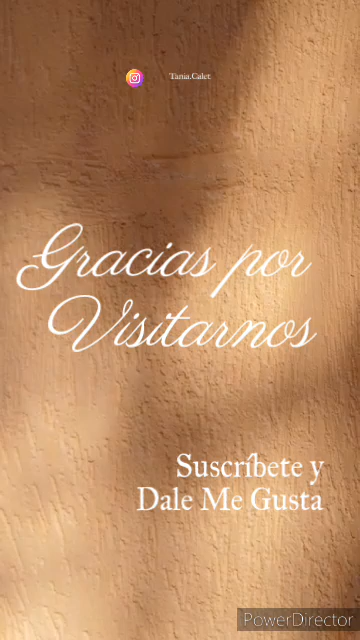 Tania.Calet
Gracias por
Visitarnos
Suscríbete y
Dale Me Gusta
PowerDirector